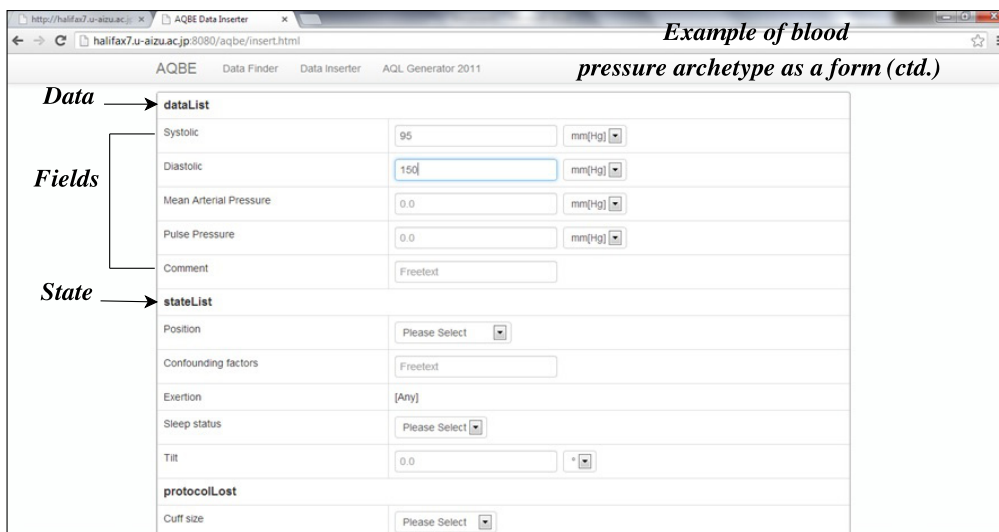 http://halifax7.u-aizu.ac.jp
AQBE Data Inserter
halifax7.u-aizu.ac.jp:8080/aqbe/insert.html
Example of blood
pressure archetype as a form (ctd.)
AQBE Data Finder Data Inserter AQL Generator 2011
Data
dataList
Fields
Systolic 95 mm[Hg]
Diastolic 150 mm[Hg]
Mean Arterial Pressure 0.0 mm[Hg]
Pulse Pressure 0.0 mm[Hg]
Comment Freetext
State
stateList
Position Please Select
Confounding factors Freetext
Exertion [Any]
Sleep status Please Select
Tilt 0.0 °
protocolLost
Cuff size Please Select